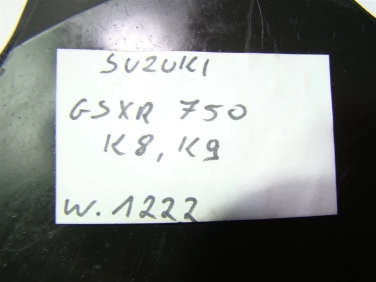 SUZUKI
GSXR 750
K8, K9
W. 1222